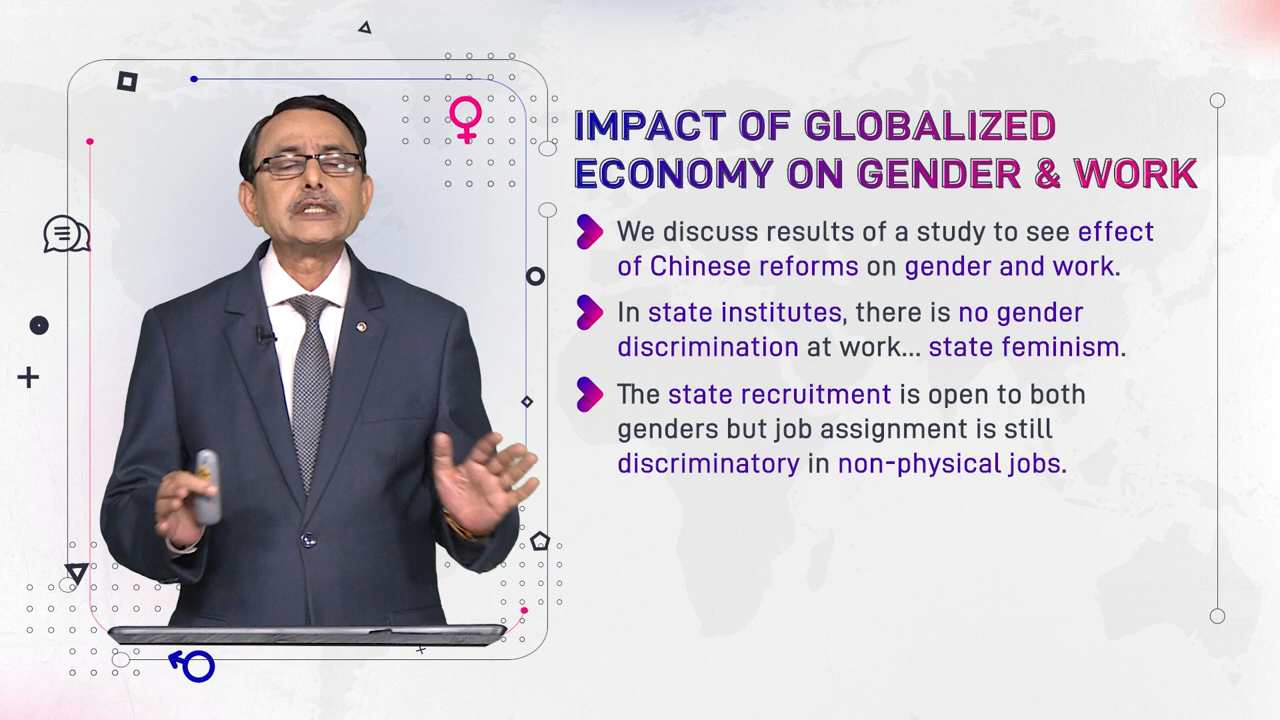 IMPACT OF GLOBALIZED
ECONOMY ON GENDER & WORK
We discuss results of a study to see effect
of Chinese reforms on gender and work.
In state institutes, there is no gender
discrimination at work... state feminism.
The state recruitment is open to both
genders but job assignment is still
discriminatory in non-physical jobs.